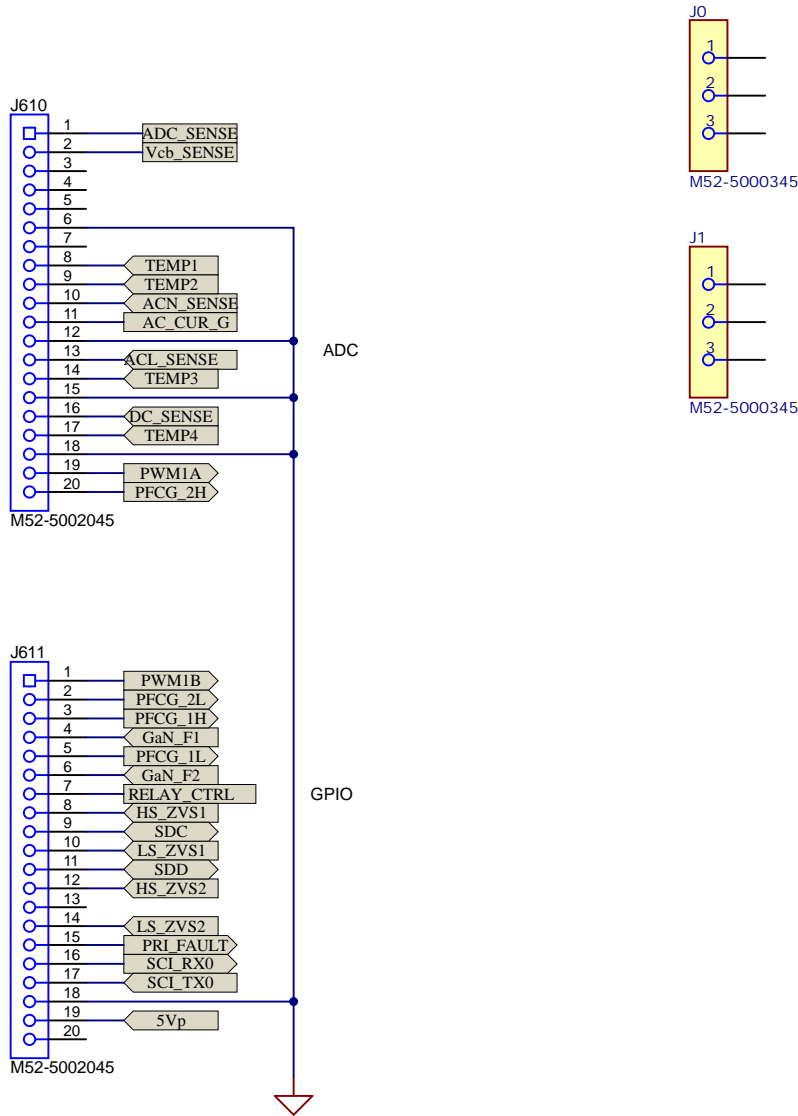 J610
1 ADC_SENSE
2 Vcb_SENSE
3
4
5
6
7
8 TEMP1
9 TEMP2
10 ACN_SENSE
11 AC_CUR_G
12
13 ACL_SENSE
14 TEMP3
15
16 DC_SENSE
17 TEMP4
18
19 PWM1A
20 PFCG_2H
M52-5002045
ADC
J611
1 PWM1B
2 PFCG_2L
3 PFCG_1H
4 GaN_F1
5 PFCG_1L
6 GaN_F2
7 RELAY_CTRL
8 HS_ZVS1
9 SDC
10 LS_ZVS1
11 SDD
12 HS_ZVS2
13
14 LS_ZVS2
15 PRI_FAULT
16 SCI_RX0
17 SCI_TX0
18
19 5Vp
20
M52-5002045
GPIO
J0
1
2
3
M52-5000345
J1
1
2
3
M52-5000345